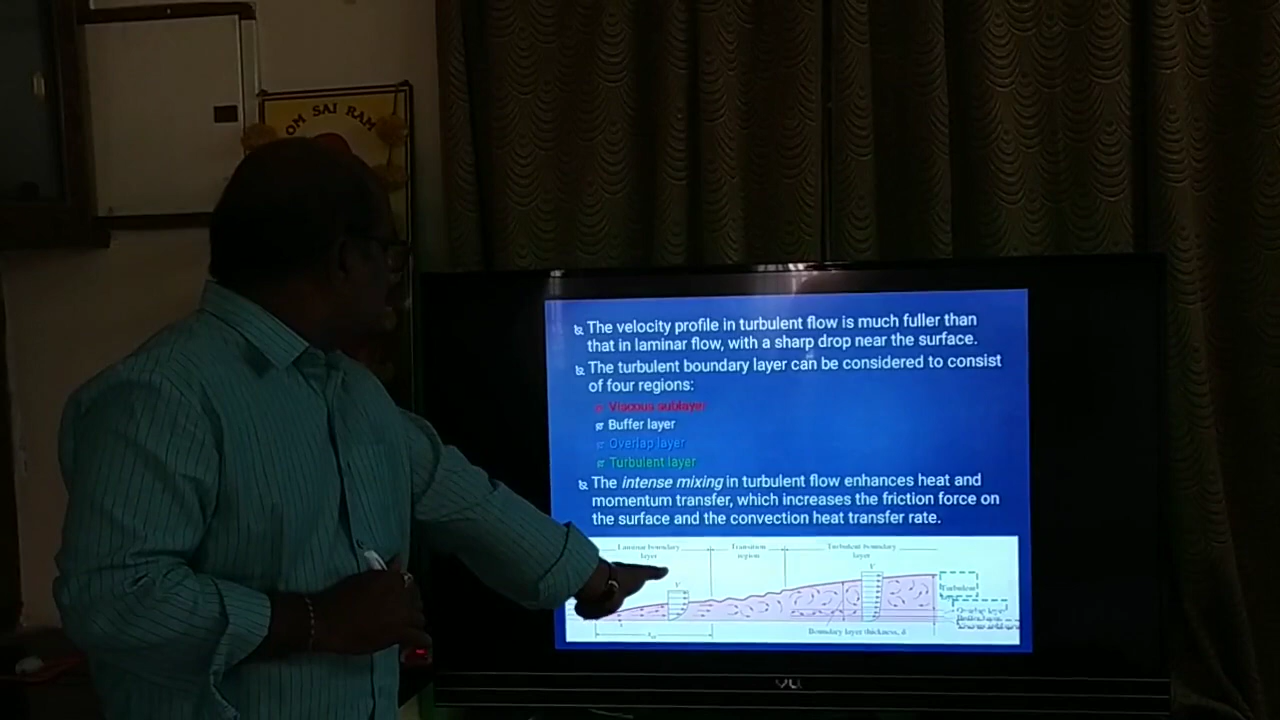 OM SAI RAM
The velocity profile in turbulent flow is much fuller than
that in laminar flow, with a sharp drop near the surface.
The turbulent boundary layer can be considered to consist
of four regions:
Viscous sublayer
Buffer layer
Overlap layer
Turbulent layer
The intense mixing in turbulent flow enhances heat and
momentum transfer, which increases the friction force on
the surface and the convection heat transfer rate.
Laminar boundary
layer
Transition
region
Turbulent boundary
layer
V
V
Turbulent
Overlap layer
Buffer layer
Boundary layer thickness, δ
VU